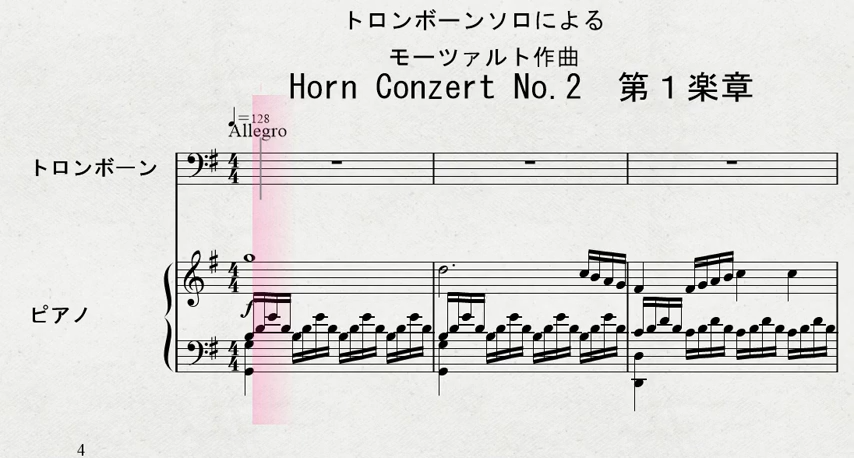 トロンボーンソロによる
モーツァルト作曲
Horn Conzert No.2　第１楽章
♩=128
Allegro
トロンボーン
ピアノ
f
4